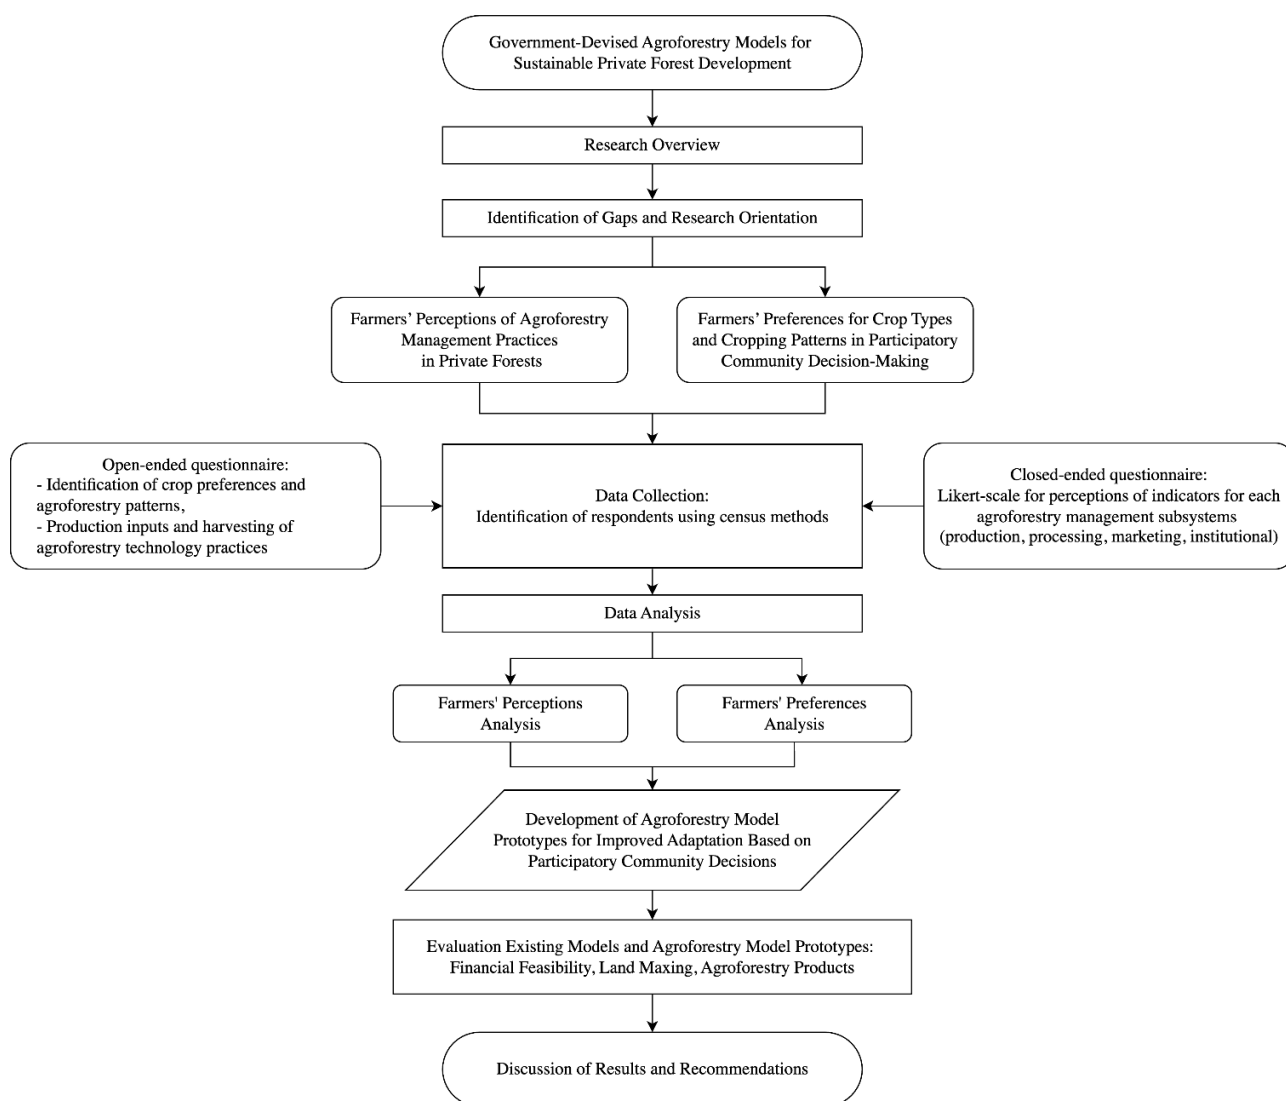 Government-Devised Agroforestry Models for
Sustainable Private Forest Development
Research Overview
Identification of Gaps and Research Orientation
Farmers’ Perceptions of Agroforestry
Management Practices
in Private Forests
Farmers’ Preferences for Crop Types
and Cropping Patterns in Participatory
Community Decision-Making
Open-ended questionnaire:
- Identification of crop preferences and
agroforestry patterns,
- Production inputs and harvesting of
agroforestry technology practices
Data Collection:
Identification of respondents using census methods
Closed-ended questionnaire:
Likert-scale for perceptions of indicators for each
agroforestry management subsystems
(production, processing, marketing, institutional)
Data Analysis
Farmers' Perceptions
Analysis
Farmers' Preferences
Analysis
Development of Agroforestry Model
Prototypes for Improved Adaptation Based on
Participatory Community Decisions
Evaluation Existing Models and Agroforestry Model Prototypes:
Financial Feasibility, Land Maxing, Agroforestry Products
Discussion of Results and Recommendations